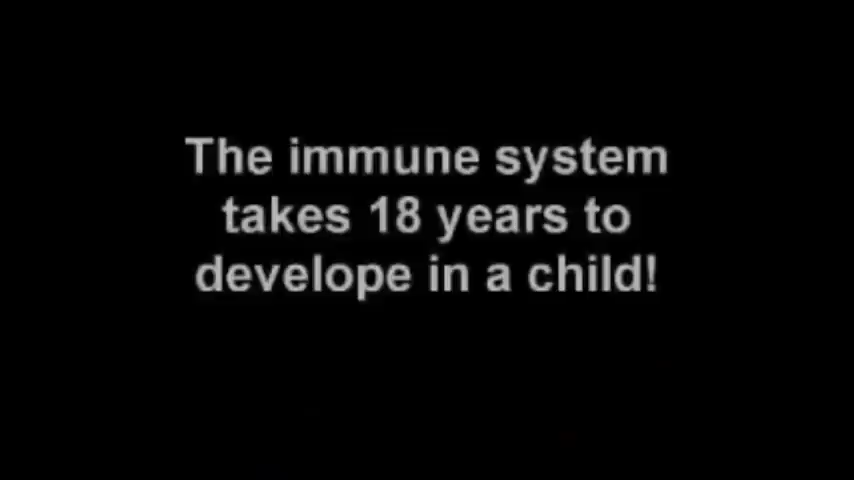 The immune system
takes 18 years to
develope in a child!